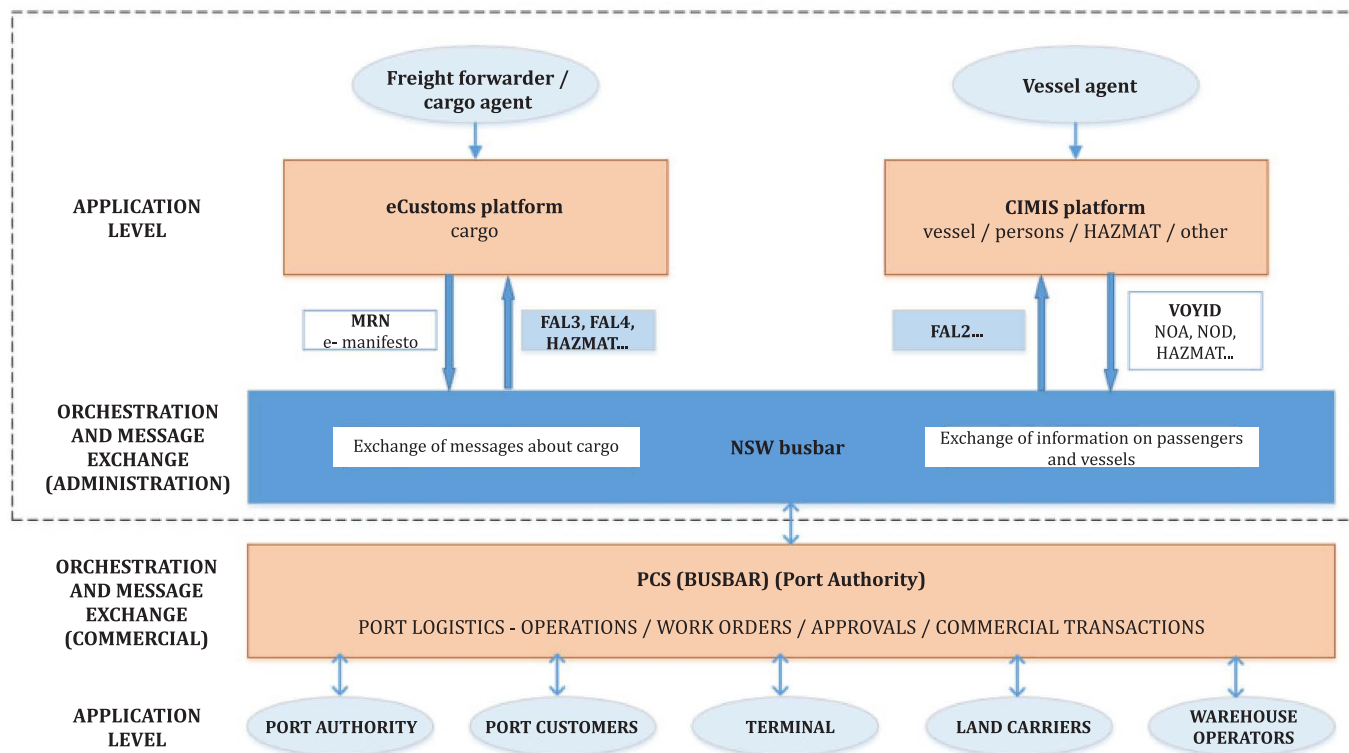 Freight forwarder /
cargo agent
Vessel agent
APPLICATION
LEVEL
eCustoms platform
cargo
CIMIS platform
vessel / persons / HAZMAT / other
MRN
e- manifesto
FAL3, FAL4,
HAZMAT...
FAL2...
VOYID
NOA, NOD,
HAZMAT...
ORCHESTRATION
AND MESSAGE
EXCHANGE
(ADMINISTRATION)
Exchange of messages about cargo
NSW busbar
Exchange of information on passengers
and vessels
ORCHESTRATION
AND MESSAGE
EXCHANGE
(COMMERCIAL)
PCS (BUSBAR) (Port Authority)
PORT LOGISTICS - OPERATIONS / WORK ORDERS / APPROVALS / COMMERCIAL TRANSACTIONS
APPLICATION
LEVEL
PORT AUTHORITY
PORT CUSTOMERS
TERMINAL
LAND CARRIERS
WAREHOUSE
OPERATORS